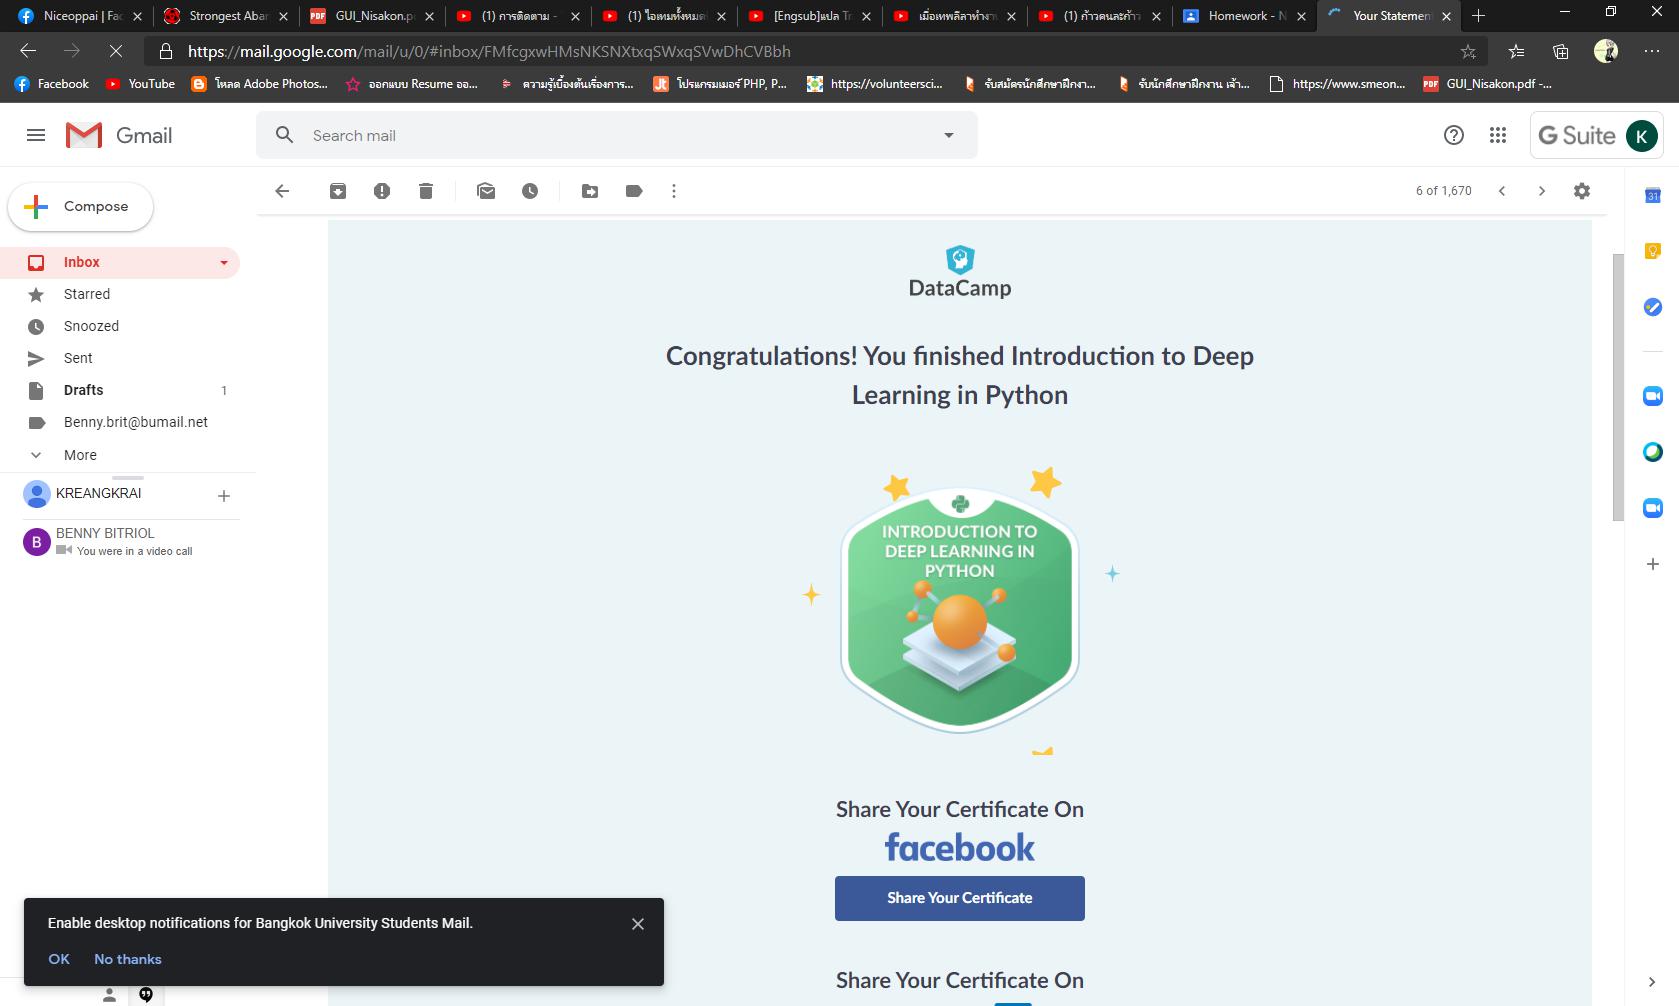 Niceoppai | Fac
Strongest Aban
GUI_Nisakon.p
(1) การติดตาม -
(1) ไอเทมทั้งหมด
[Engsub]แปล Tr
เมื่อเทพลีลาทำงา
(1) ก้าวคนละก้าว
Homework - N
Your Statement
https://mail.google.com/mail/u/0/#inbox/FMfcgxwHMsNKSNXtxqSWxqSVwDhCVBbh
Facebook
YouTube
โหลด Adobe Photos...
ออกแบบ Resume ออ...
ความรู้เบื้องต้นเรื่องการ...
โปรแกรมเมอร์ PHP, P...
https://volunteersci...
รับสมัครนักศึกษาฝึกงา...
รับนักศึกษาฝึกงาน เจ้า...
https://www.smeon...
GUI_Nisakon.pdf -...
Gmail
Search mail
G Suite
K
Compose
6 of 1,670
Inbox
Starred
Snoozed
Sent
Drafts 1
Benny.brit@bumail.net
More
KREANGKRAI
B
BENNY BITRIOL
You were in a video call
31
DataCamp
Congratulations! You finished Introduction to Deep
Learning in Python
INTRODUCTION TO
DEEP LEARNING IN
PYTHON
Share Your Certificate On
facebook
Share Your Certificate
Share Your Certificate On
Enable desktop notifications for Bangkok University Students Mail.
OK No thanks